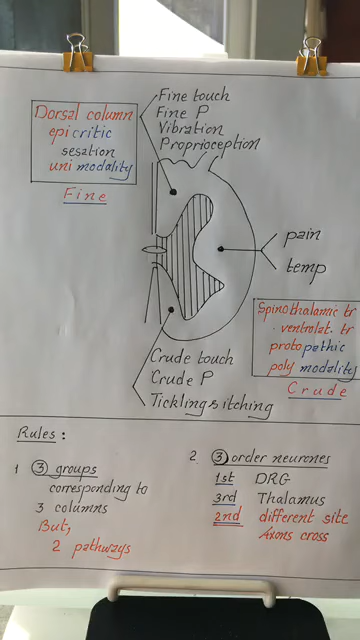 Fine touch
Fine P
Vibration
Proprioception
Dorsal column
epicritic
sesation
uni modality
Fine
pain
temp
Spinothalamic tr
ventrolat. tr
proto pathic
poly modality
Crude
Crude touch
Crude P
Tickling & itching
Rules :
1 3 groups
corresponding to
3 columns
But,
2 pathways
2. 3 order neurones
1st DRG
3rd Thalamus
2nd different site
Axons cross